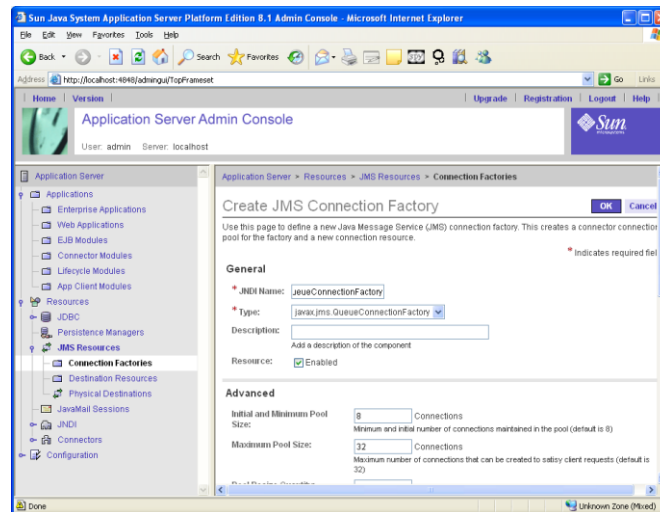 Sun Java System Application Server Platform Edition 8.1 Admin Console - Microsoft Internet Explorer
File Edit View Favorites Tools Help
Back Search Favorites
Address http://localhost:4848/admingui/TopFrameset Go Links
Home Version Upgrade Registration Logout Help
Application Server Admin Console
User: admin Server: localhost
Sun
Application Server
Applications
Enterprise Applications
Web Applications
EJB Modules
Connector Modules
Lifecycle Modules
App Client Modules
Resources
JDBC
Persistence Managers
JMS Resources
Connection Factories
Destination Resources
Physical Destinations
JavaMail Sessions
JNDI
Connectors
Configuration
Application Server > Resources > JMS Resources > Connection Factories
Create JMS Connection Factory
OK Cancel
Use this page to define a new Java Message Service (JMS) connection factory. This creates a connector connection
pool for the factory and a new connection resource.
* Indicates required fiel
General
* JNDI Name: jeueConnectionFactory
* Type: javax.jms.QueueConnectionFactory
Description:
Add a description of the component
Resource: Enabled
Advanced
Initial and Minimum Pool
Size: 8 Connections
Minimum and initial number of connections maintained in the pool (default is 8)
Maximum Pool Size: 32 Connections
Maximum number of connections that can be created to satisy client requests (default is
32)
Done Unknown Zone (Mixed)